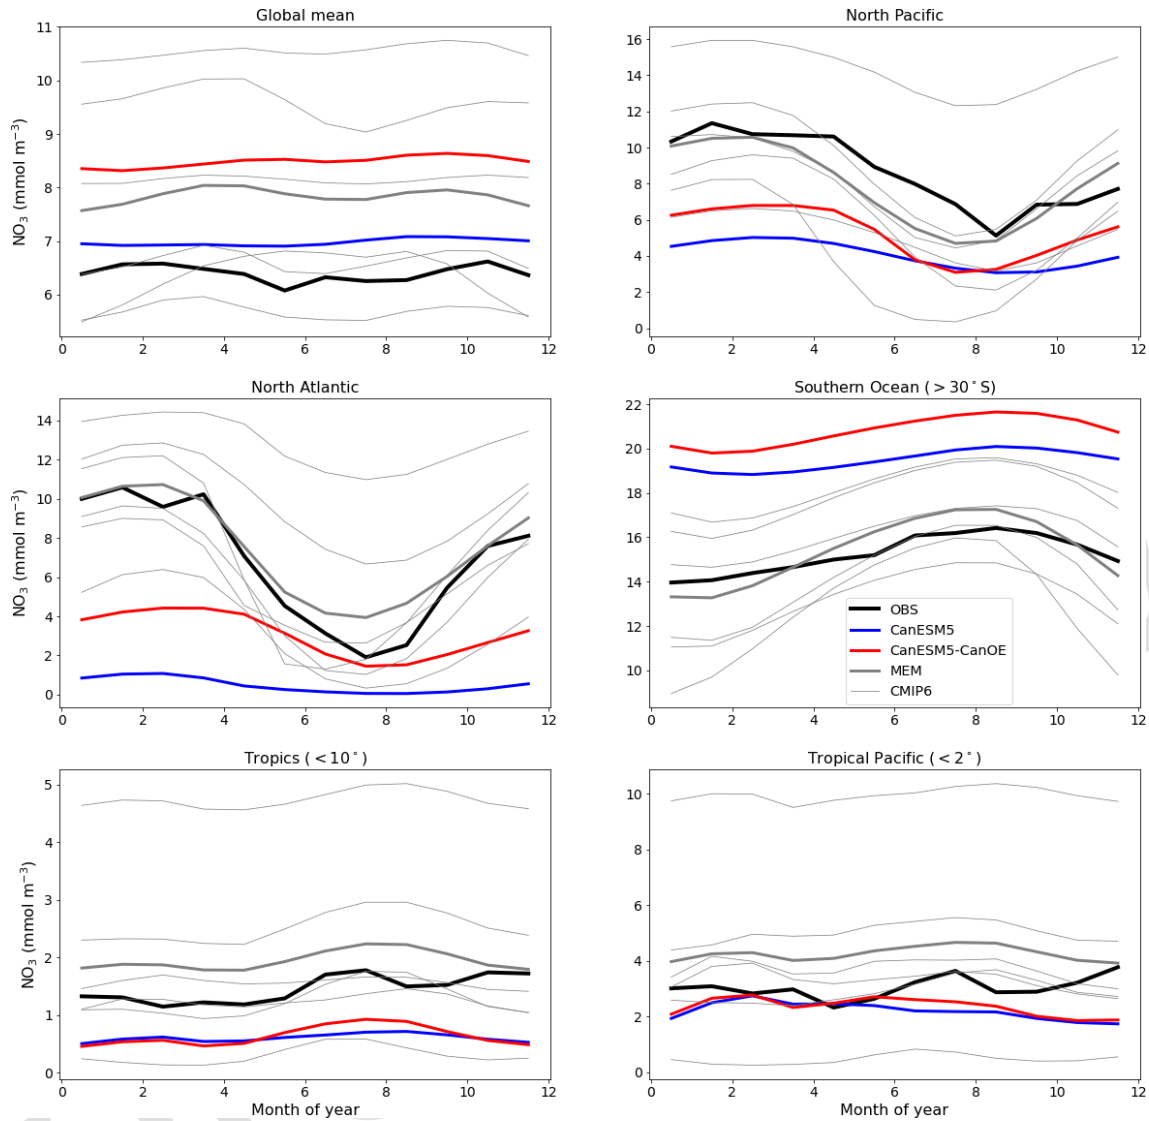 Global mean
NO3 (mmol m−3)
11
10
9
8
7
6
0 2 4 6 8 10 12
North Pacific
16
14
12
10
8
6
4
2
0
0 2 4 6 8 10 12
North Atlantic
NO3 (mmol m−3)
14
12
10
8
6
4
2
0
0 2 4 6 8 10 12
Southern Ocean (>30°S)
22
20
18
16
14
12
10
OBS
CanESM5
CanESM5-CanOE
MEM
CMIP6
0 2 4 6 8 10 12
Tropics (<10°)
NO3 (mmol m−3)
5
4
3
2
1
0
0 2 4 6 8 10 12
Month of year
Tropical Pacific (<2°)
10
8
6
4
2
0
0 2 4 6 8 10 12
Month of year